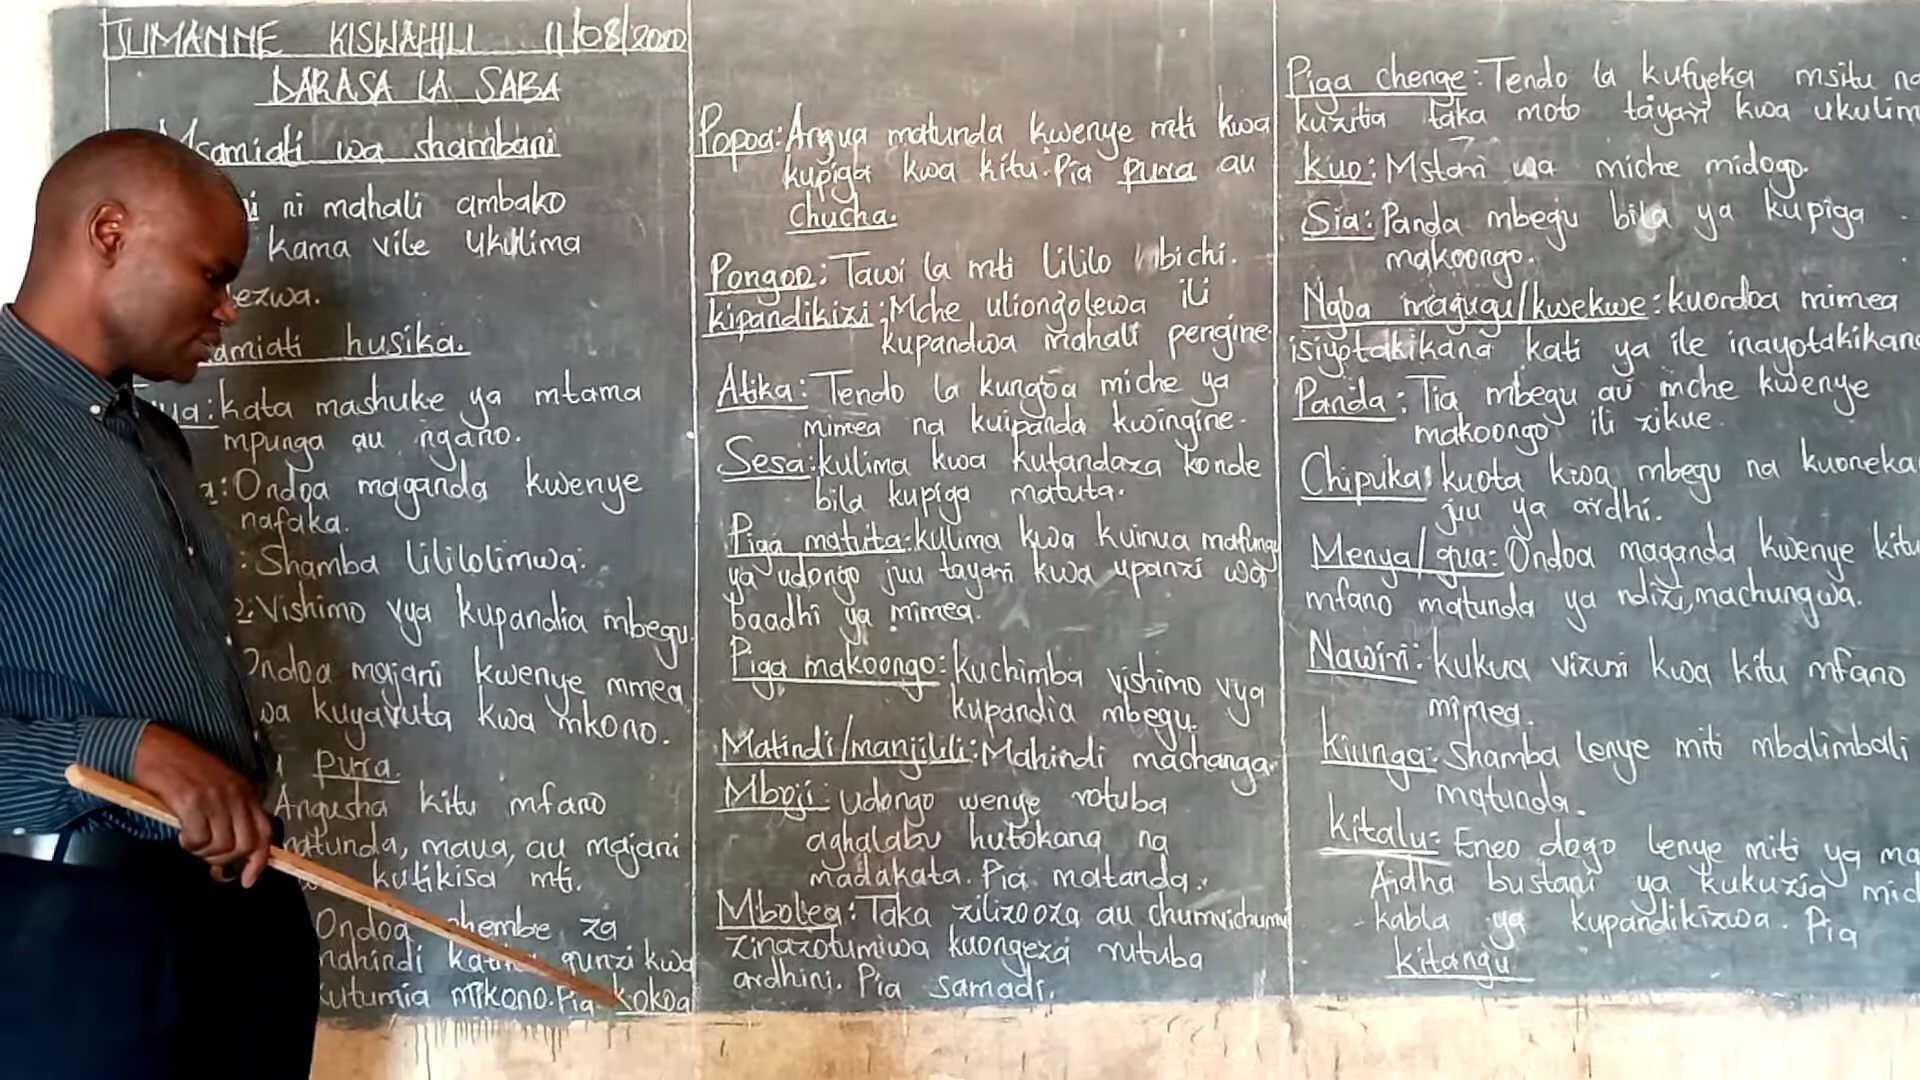 JUMANNE KISWAHILI 11/08/2020
DARASA LA SABA
Msamiati wa shambani
ni mahali ambako
kama vile ukulima
husika.
kata mashuke ya mtama
mpunga au ngano.
Ondoa maganda kwenye
nafaka.
: Shamba lililolimwa.
Vishimo vya kupandia mbegu.
Ondoa majani kwenye mmea
kuyavuta kwa mkono.
pura.
Angusha kitu mfano
matunda, maua, au majani
kutikisa mti.
Ondoa za
mahindi gunzi kwa
kutumia mikono. Pia kokoa
Popoa: Angua matunda kwenye mti kwa
kupiga kwa kitu. Pia pura au
chucha.
Pongoo: Tawi la mti lililo bichi.
kipandikizi: Mche uliongolewa ili
kupandwa mahali pengine.
Atika: Tendo la kungoa miche ya
mimea na kuipanda kwingine.
Sesa: kulima kwa kutandaza konde
bila kupiga matuta.
Piga matuta: kulima kwa kuinua mafungu
ya udongo juu tayari kwa upanzi wa
baadhi ya mimea.
Piga makoongo: kuchimba vishimo vya
kupandia mbegu.
Matindi/manjilili: Mahindi machanga.
Mboji: Udongo wenye rotuba
aghalabu hutokana na
madakata. Pia matanda.
Mbolea: Taka zilizooza au chumvichumvi
zinazotumiwa kuongeza rutuba
ardhini. Pia samadi.
Piga chenge: Tendo la kufyeka msitu na
kuzitia taka moto tayari kwa ukulim
kuo: Mstari wa miche midogo.
Sia: Panda mbegu bila ya kupiga
makoongo.
Ngoa magugu/kwekwe: kuondoa mimea
isiyotakikana kati ya ile inayotakikana
Panda: Tia mbegu au mche kwenye
makoongo ili zikue.
Chipuka: kuota kwa mbegu na kuoneka
juu ya ardhi.
Menya/gua: Ondoa maganda kwenye kitu
mfano matunda ya ndizi, machungwa.
Nawiri: kukua vizuri kwa kitu mfano
mimea.
kiunga: Shamba lenye miti mbalimbali
matunda.
kitalu: Eneo dogo lenye miti ya ma
Aidha bustani ya kukuzia mic
kabla ya kupandikizwa. Pia
kitangu